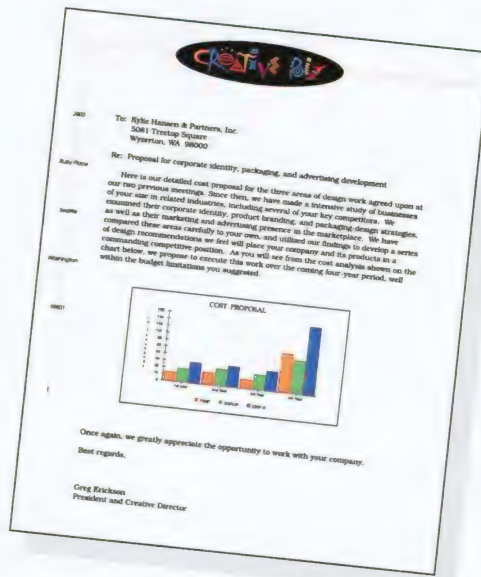 CREATIVE BIZ
2600
To: Kylie Hansen & Partners, Inc.
5081 Treetop Square
Wyzerton, WA 98000
Ruby Place
Re: Proposal for corporate identity, packaging, and advertising development
Here is our detailed cost proposal for the three areas of design work agreed upon at
our two previous meetings. Since then, we have made a intensive study of businesses
of your size in related industries, including several of your key competitors. We
examined their corporate identity, product branding, and packaging-design strategies,
as well as their marketing and advertising presence in the marketplace. We have
compared these areas carefully to your own, and utilized our findings to develop a series
of design recommendations we feel will place your company and its products in a
commanding competitive position. As you will see from the cost analysis shown on the
chart below, we propose to execute this work over the coming four-year period, well
within the budget limitations you suggested.
Seattle
Washington
COST PROPOSAL
Once again, we greatly appreciate the opportunity to work with your company.
Best regards,
Greg Erickson
President and Creative Director